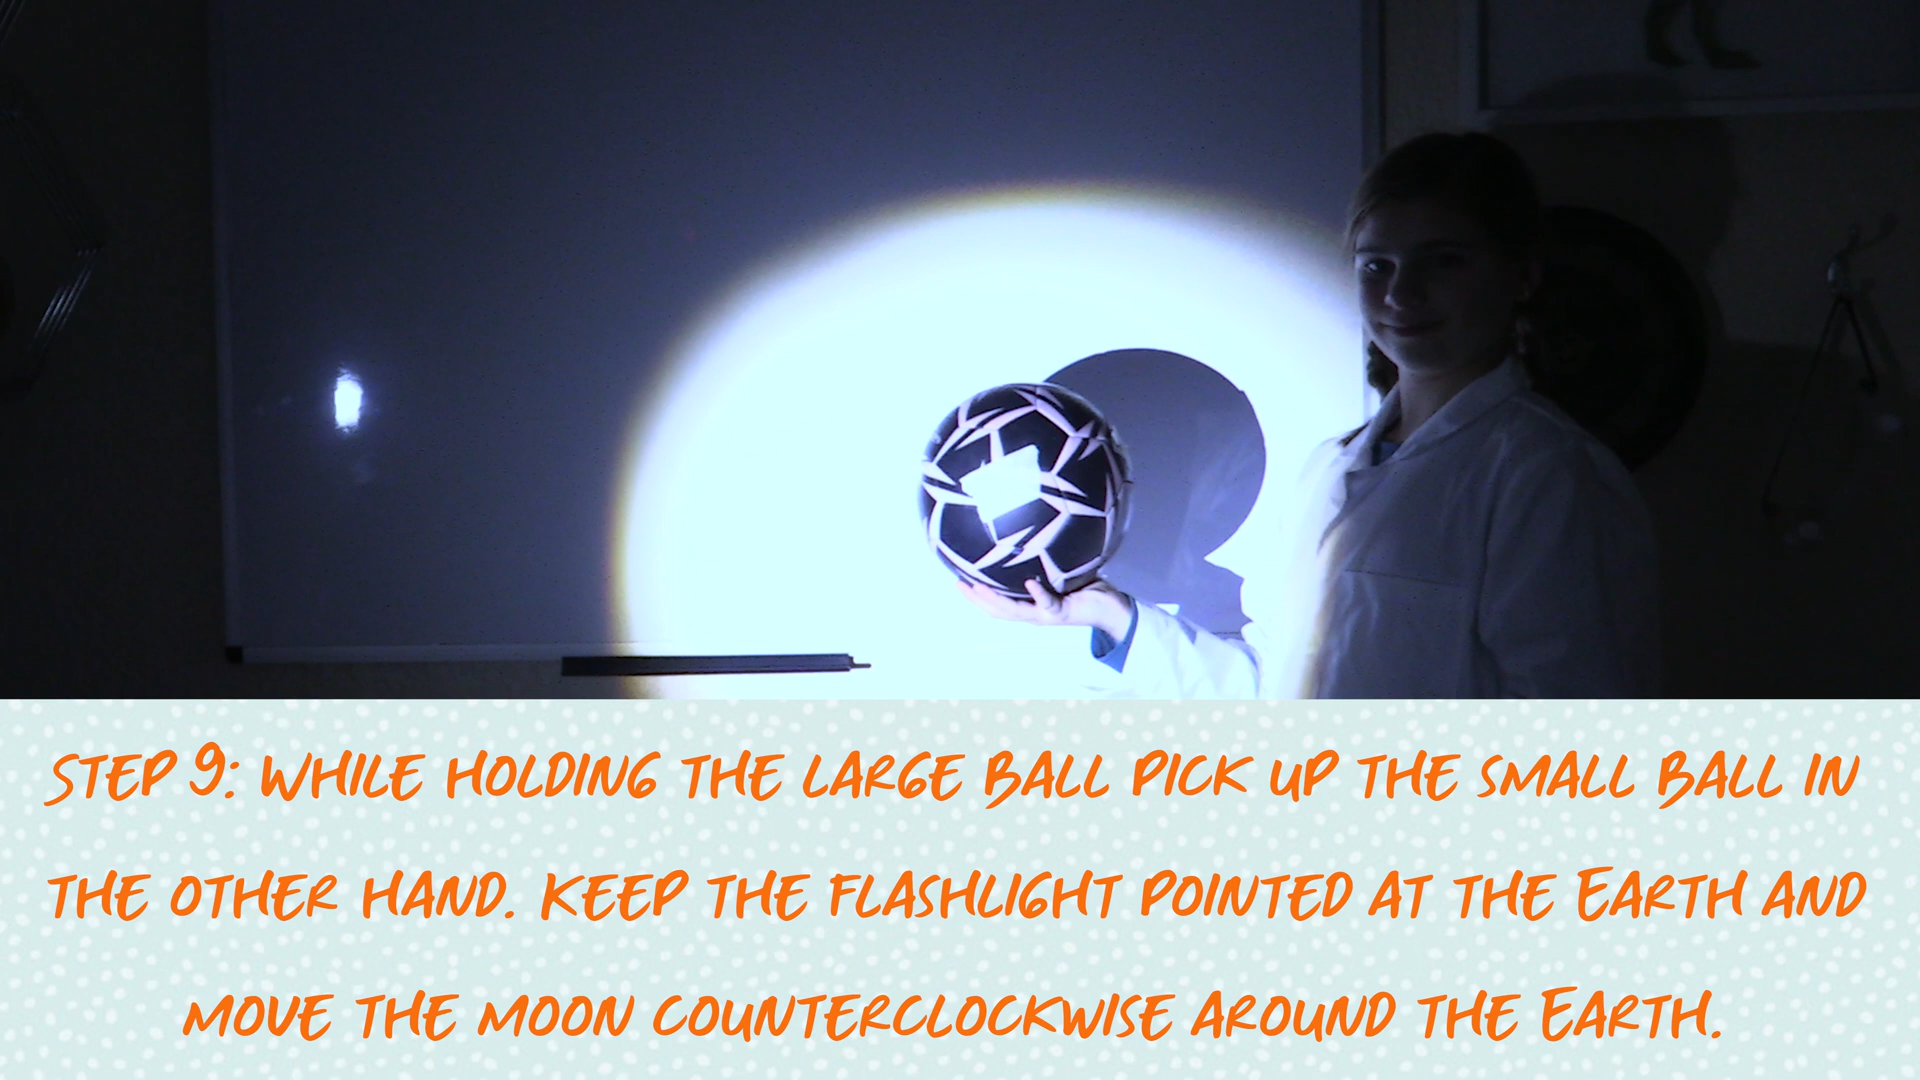 STEP 9: WHILE HOLDING THE LARGE BALL PICK UP THE SMALL BALL IN
THE OTHER HAND. KEEP THE FLASHLIGHT POINTED AT THE EARTH AND
MOVE THE MOON COUNTERCLOCKWISE AROUND THE EARTH.